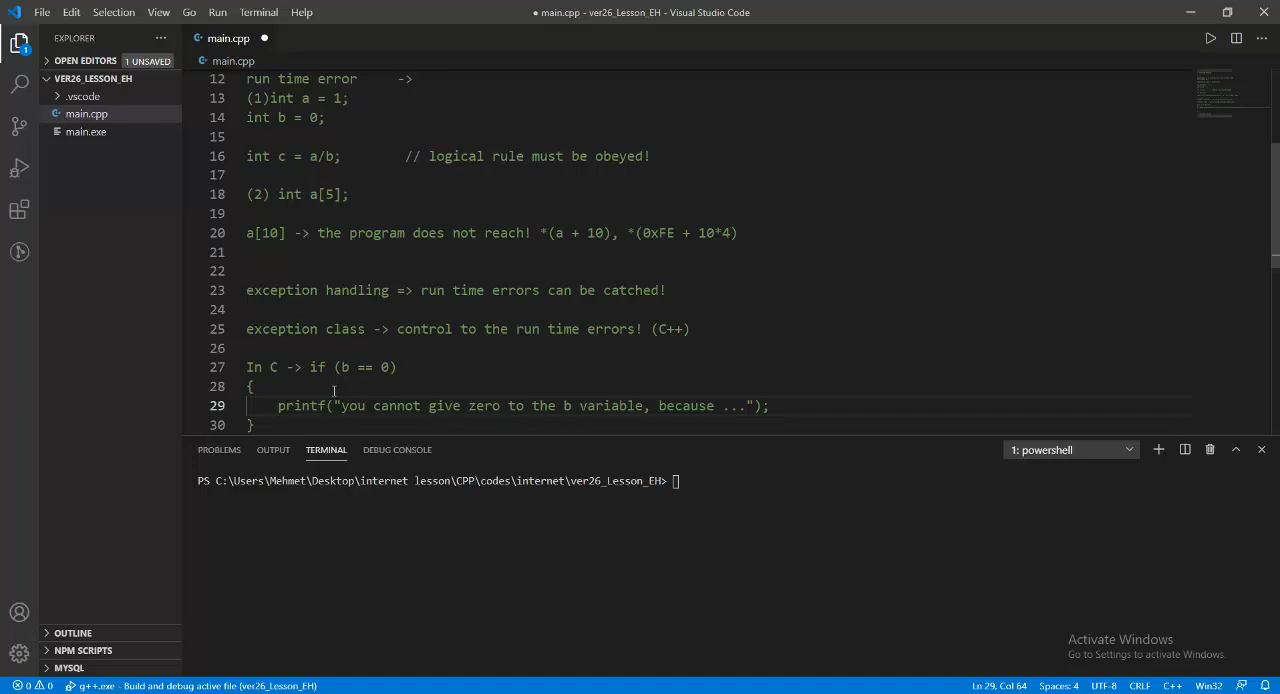 File Edit Selection View Go Run Terminal Help
● main.cpp - ver26_Lesson_EH - Visual Studio Code
EXPLORER ...
main.cpp ●
OPEN EDITORS 1 UNSAVED
main.cpp
VER26_LESSON_EH
.vscode
main.cpp
main.exe
12 run time error ->
13 (1)int a = 1;
14 int b = 0;
15
16 int c = a/b; // logical rule must be obeyed!
17
18 (2) int a[5];
19
20 a[10] -> the program does not reach! *(a + 10), *(0xFE + 10*4)
21
22
23 exception handling => run time errors can be catched!
24
25 exception class -> control to the run time errors! (C++)
26
27 In C -> if (b == 0)
28 {
29 printf("you cannot give zero to the b variable, because ...");
30 }
1
PROBLEMS OUTPUT TERMINAL DEBUG CONSOLE
1: powershell
PS C:\Users\Mehmet\Desktop\internet lesson\CPP\codes\internet\ver26_Lesson_EH>
OUTLINE
NPM SCRIPTS
MYSQL
Activate Windows
Go to Settings to activate Windows.
0 0 g++.exe - Build and debug active file (ver26_Lesson_EH)
Ln 29, Col 64 Spaces: 4 UTF-8 CRLF C++ Win32